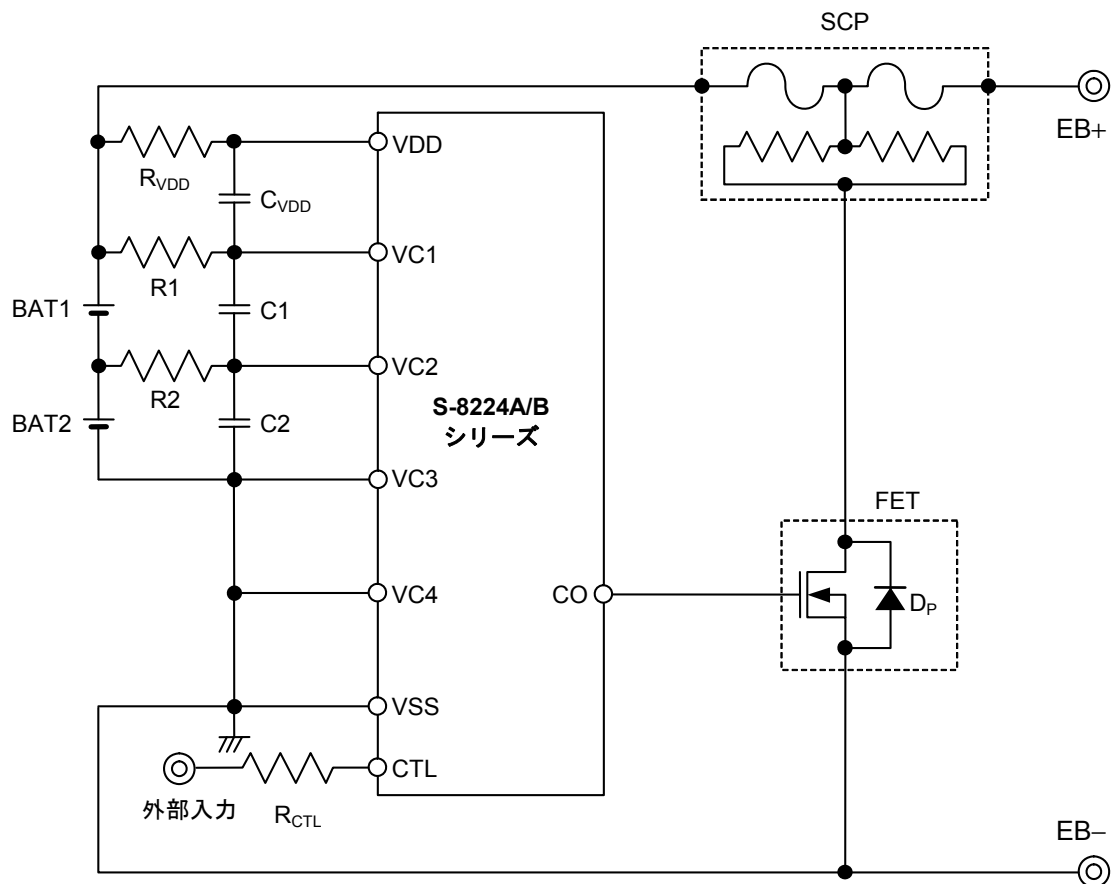 SCP
EB+
VDD
RVDD
CVDD
VC1
R1
BAT1
C1
VC2
R2
S-8224A/B
シリーズ
BAT2
C2
VC3
FET
VC4
CO
DP
VSS
CTL
外部入力
RCTL
EB−